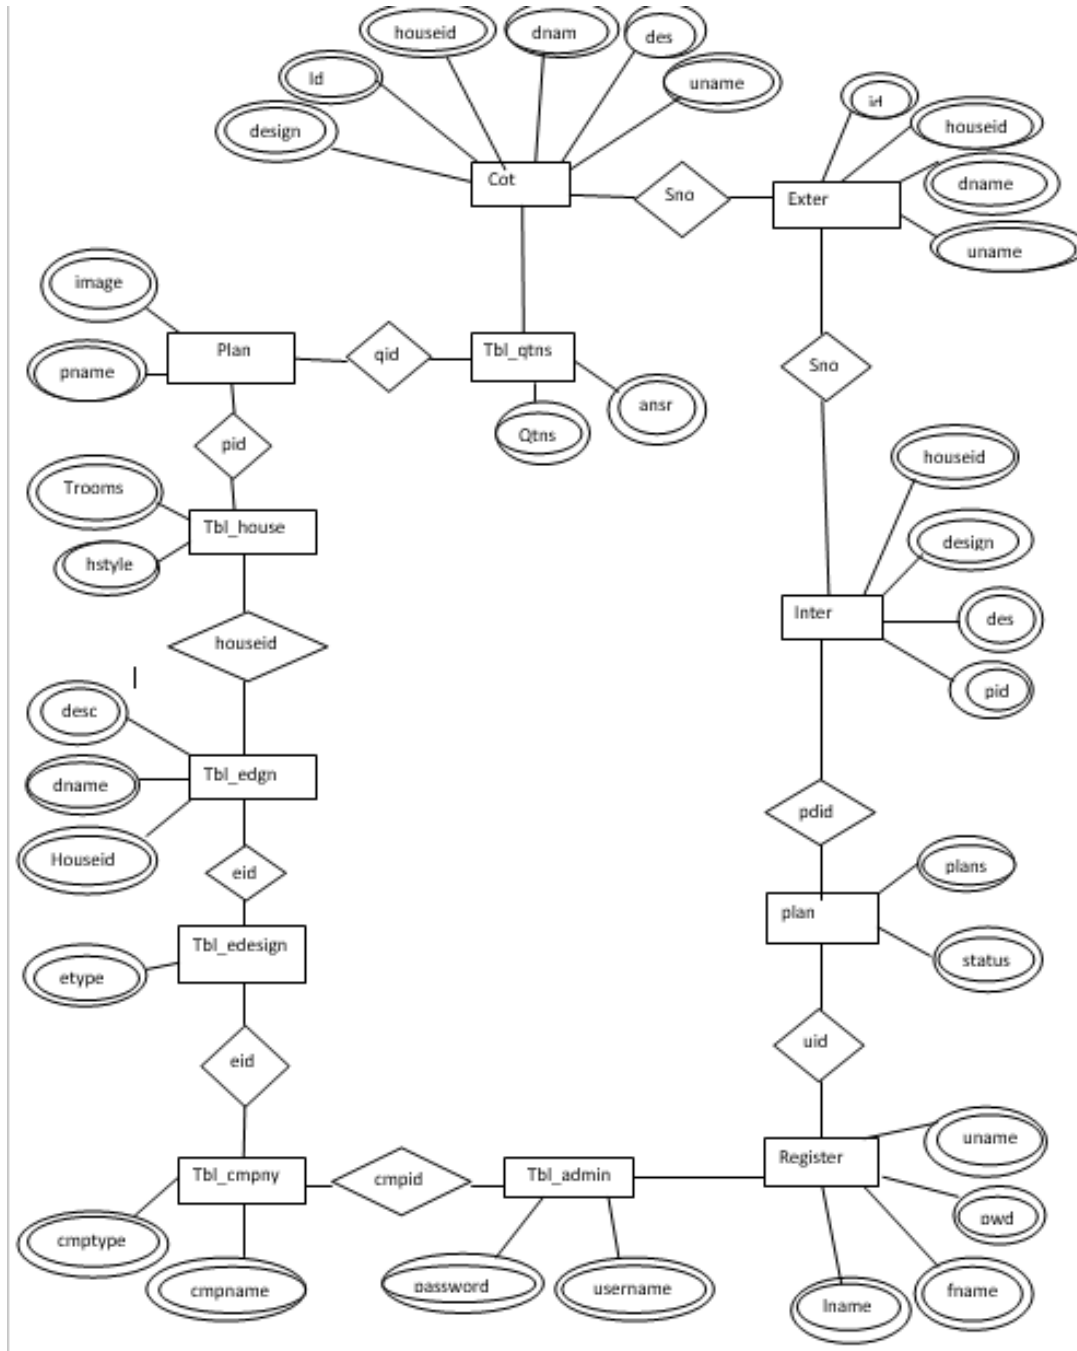 houseid
dnam
des
Id
uname
design
id
houseid
Cot
Sno
Exter
dname
uname
image
Plan
qid
Tbl_qtns
Sno
pname
ansr
Qtns
pid
houseid
Trooms
Tbl_house
design
hstyle
Inter
des
houseid
pid
desc
Tbl_edgn
dname
pdid
Houseid
eid
plans
plan
Tbl_edesign
status
etype
uid
eid
uname
Register
Tbl_cmpny
cmpid
Tbl_admin
pwd
cmptype
cmpname
password
username
fname
lname